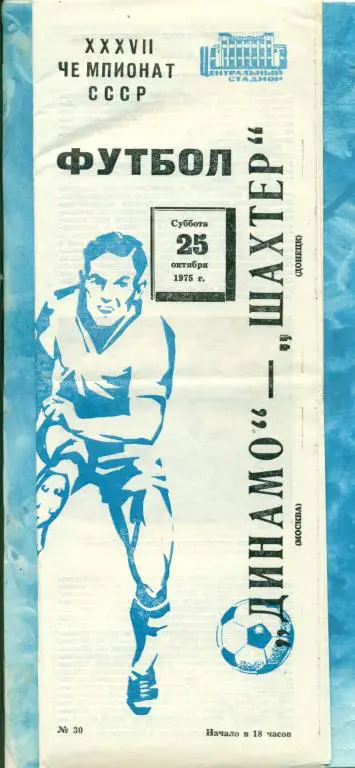 XXXVII
ЧЕМПИОНАТ
СССР
ЦЕНТРАЛЬНЫЙ
СТАДИОН
ФУТБОЛ
Суббота
25
октября
1975 г.
„ДИНАМО“ — „ШАХТЕР“
(МОСКВА)
(ДОНЕЦК)
№ 30
Начало в 18 часов